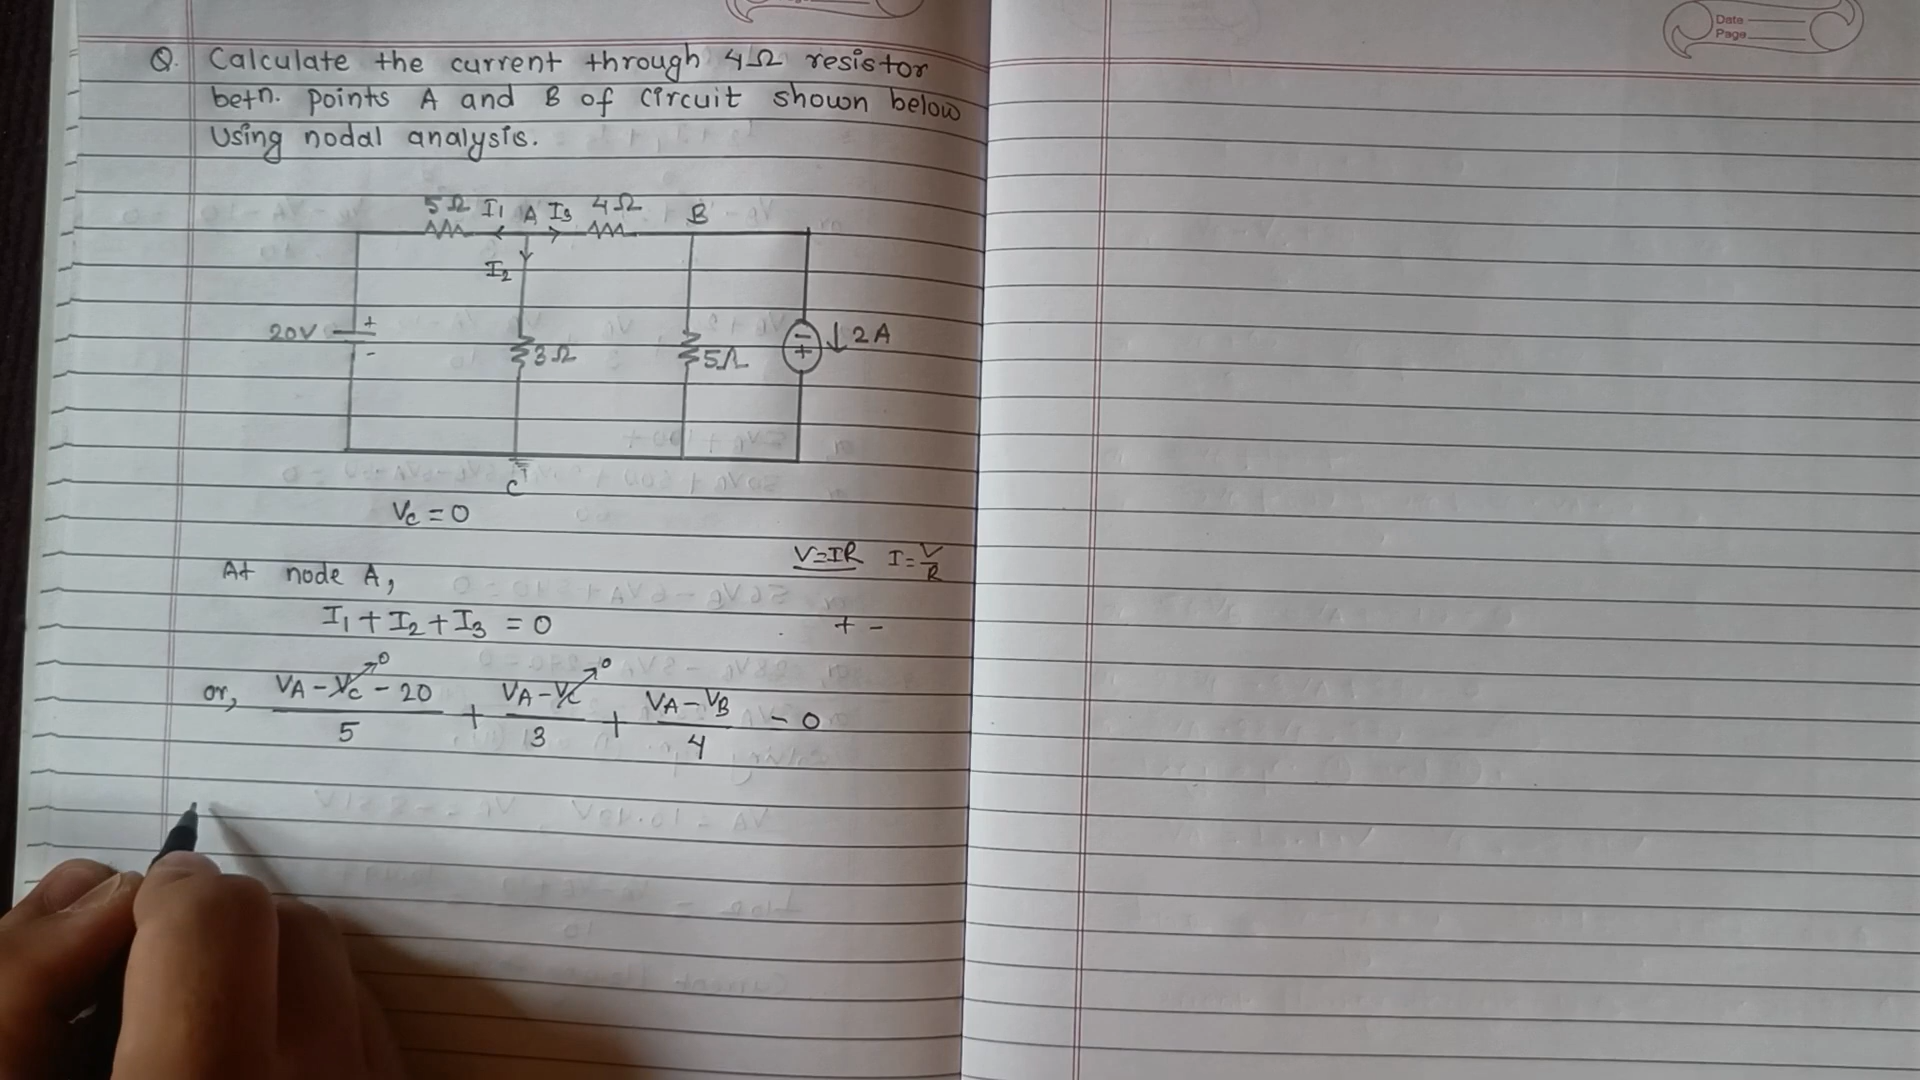 Date
Page
Q. Calculate the current through 4Ω resistor
betn. points A and B of circuit shown below
Using nodal analysis.
5Ω I₁ A I₃ 4Ω B
I₂
20V + -
3Ω
5Ω
- +
↓2A
C
Vc = 0
V=IR I=V/R
At node A,
I₁ + I₂ + I₃ = 0
+ -
or, (VA - Vc - 20)/5 + (VA - Vc)/3 + (VA - VB)/4 - 0
0 0